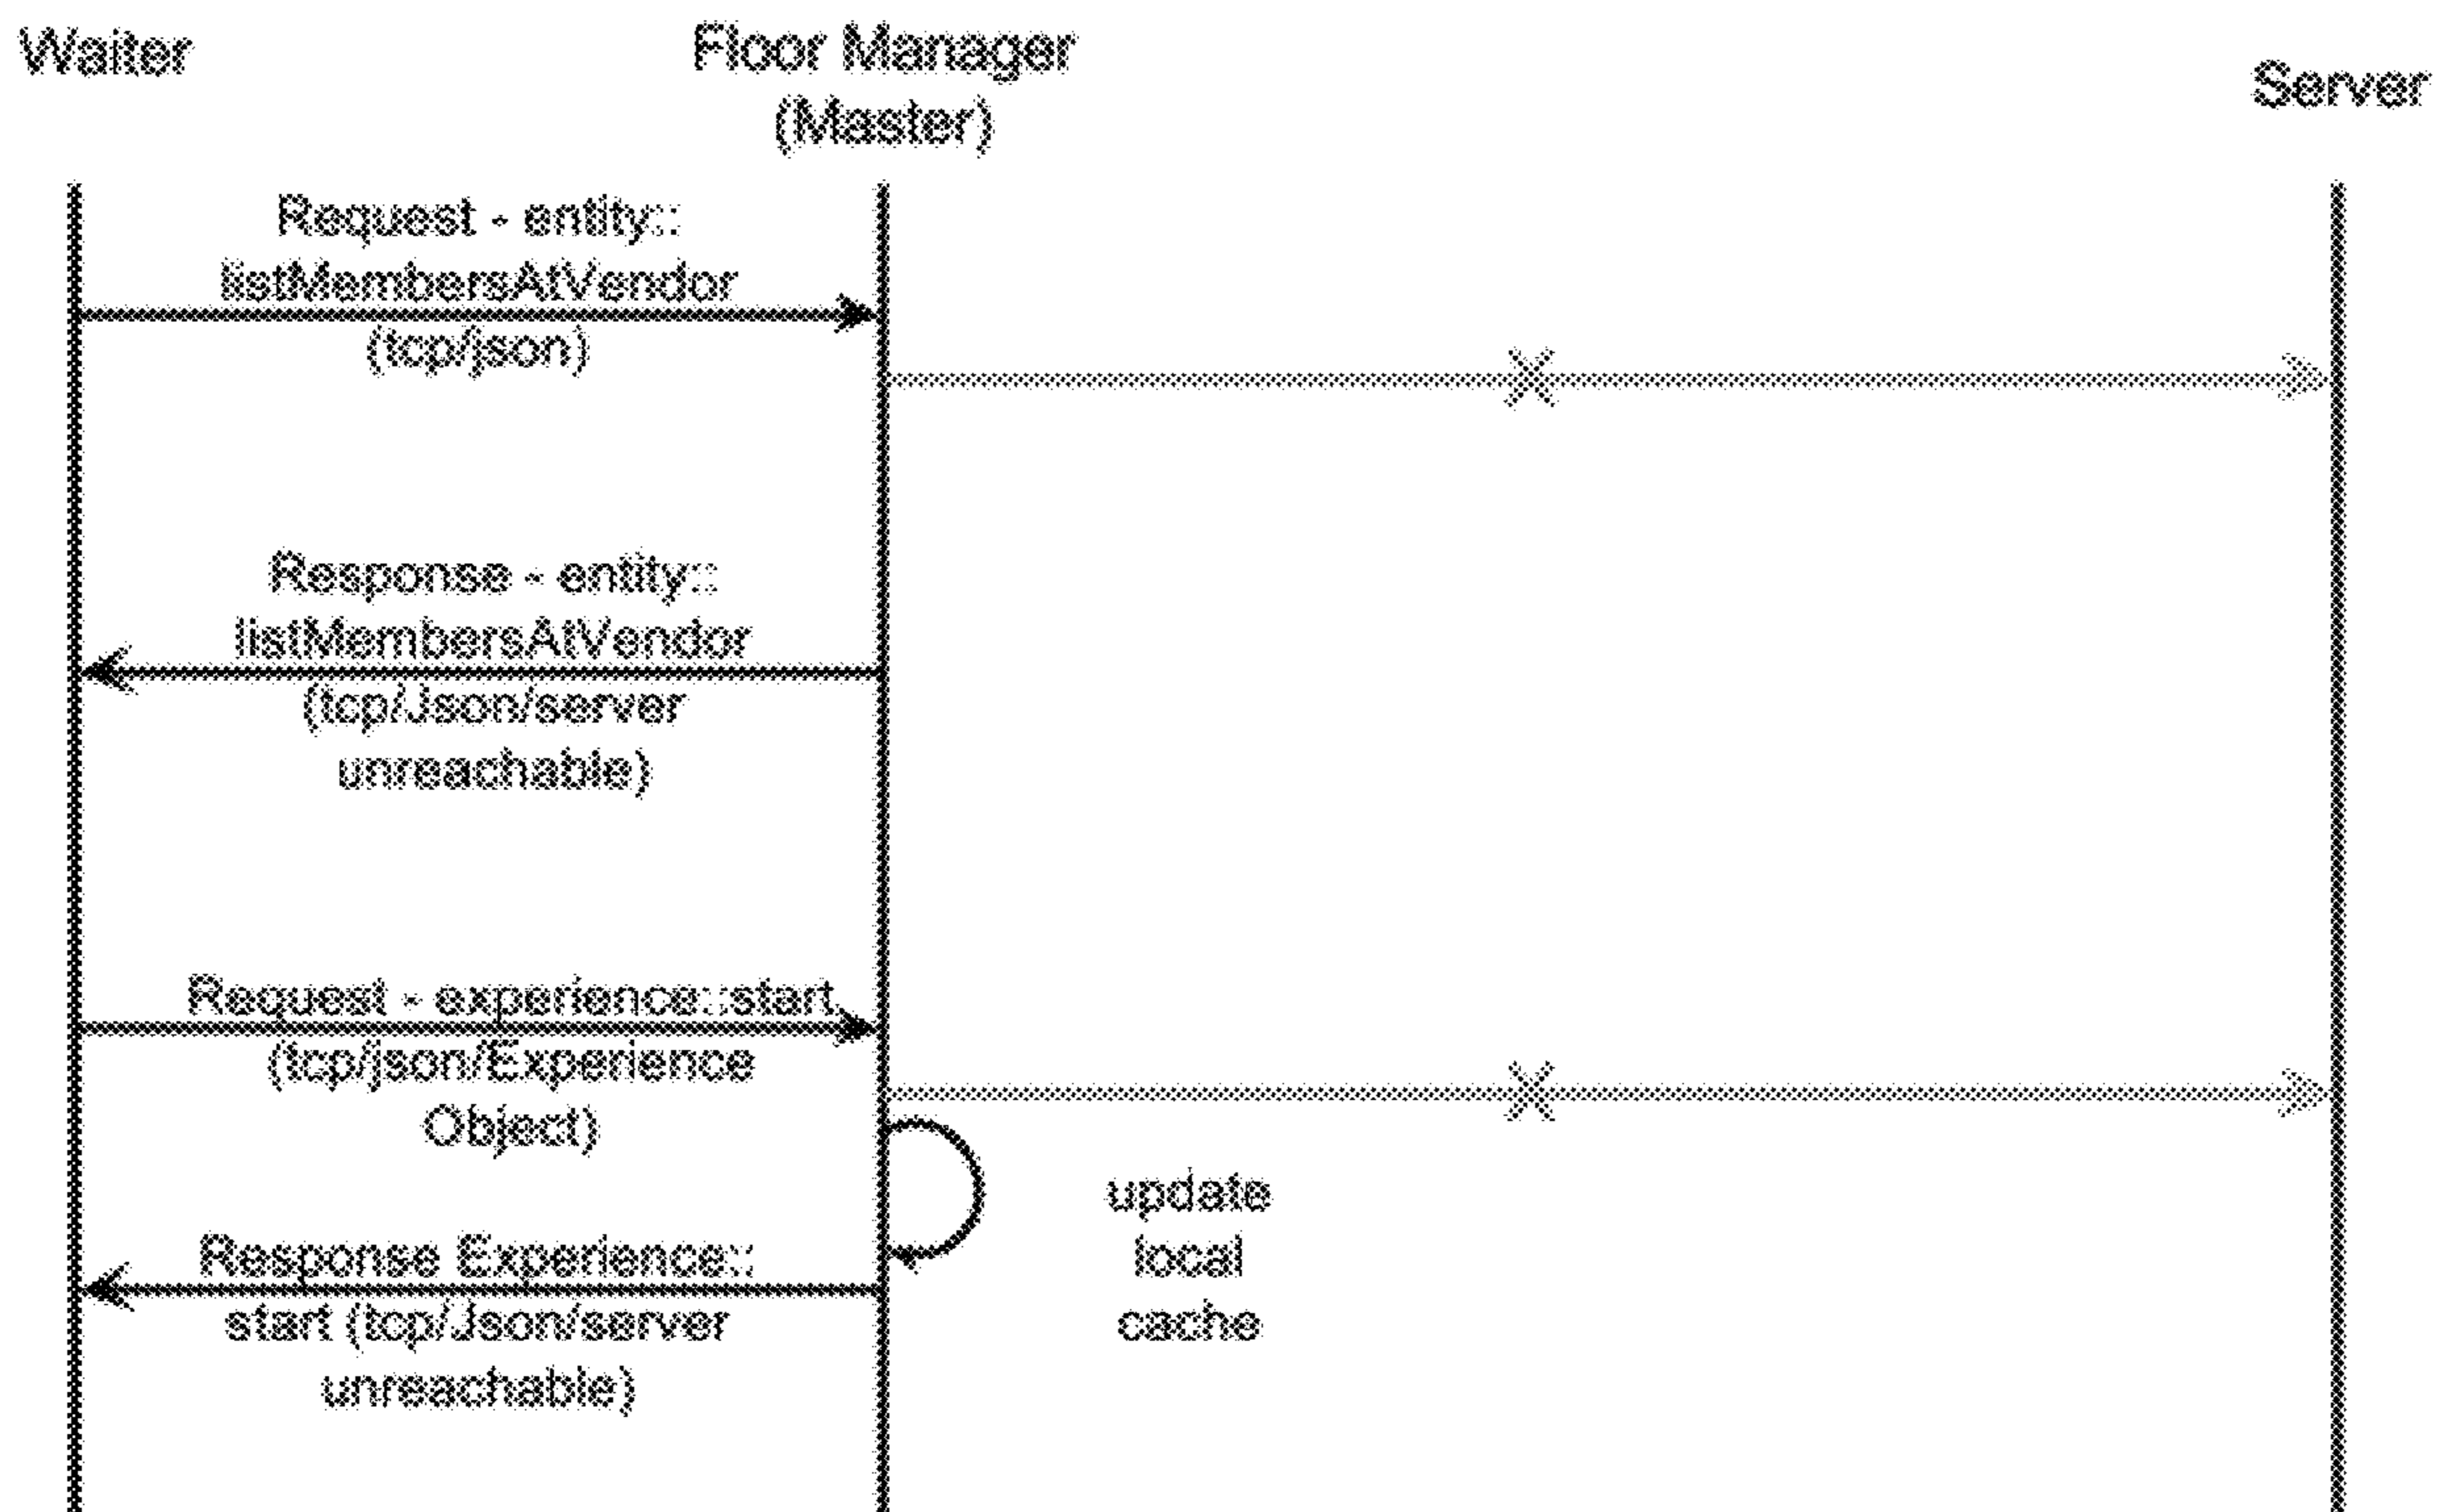 Waiter
Floor Manager
(Master)
Server
Request - entity::
listMembersAtVendor
(tcp/json)
Response - entity::
listMembersAtVendor
(tcp/Json/server
unreachable)
Request - experience::start
(tcp/json/Experience
Object)
update
local
cache
Response Experience::
start (tcp/Json/server
unreachable)